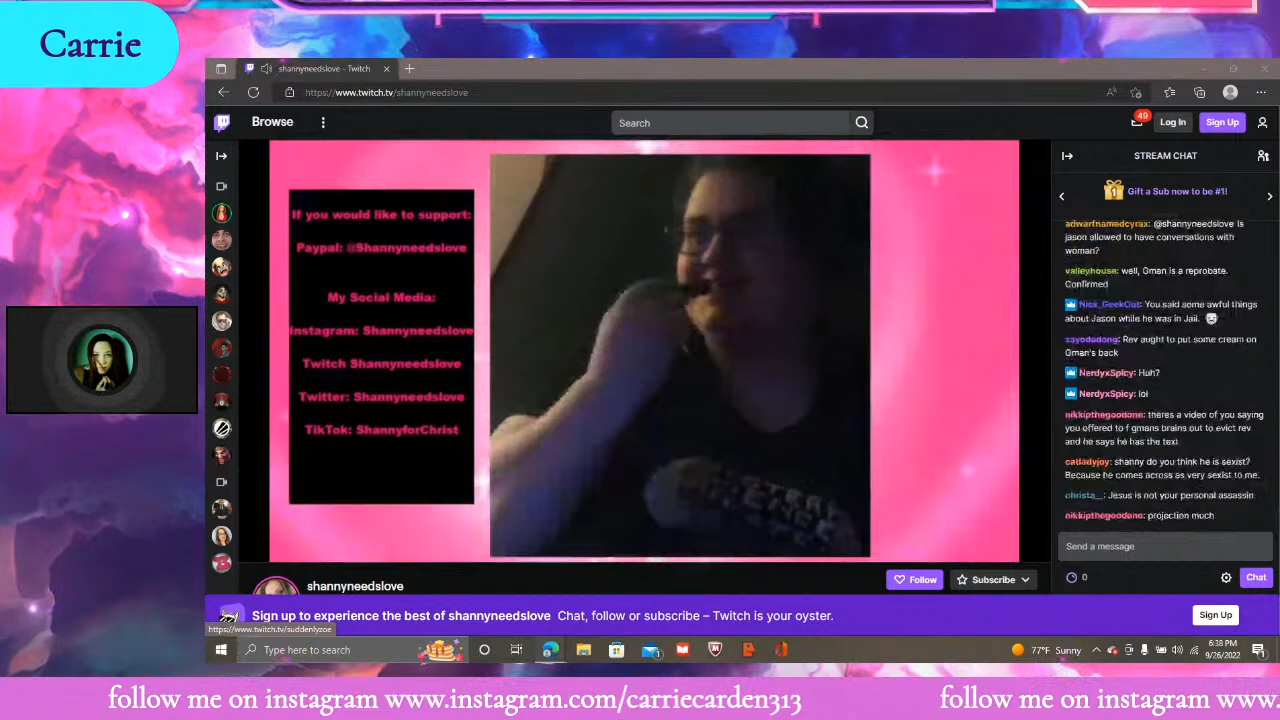 Carrie
shannyneedslove - Twitch
https://www.twitch.tv/shannyneedslove
Browse
Search
49
Log In
Sign Up
If you would like to support:
Paypal: @Shannyneedslove
My Social Media:
Instagram: Shannyneedslove
Twitch Shannyneedslove
Twitter: Shannyneedslove
TikTok: ShannyforChrist
STREAM CHAT
Gift a Sub now to be #1!
adwarfnamedcyrax: @shannyneedslove Is
jason allowed to have conversations with
woman?
valleyhouse: well, Gman is a reprobate.
Confirmed
Nick_GeekOut: You said some awful things
about Jason while he was in Jail.
zayodadong: Rev aught to put some cream on
Gman's back
NerdyxSpicy: Huh?
NerdyxSpicy: lol
nikkipthegoodone: theres a video of you saying
you offered to f gmans brains out to evict rev
and he says he has the text
catladyjoy: shanny do you think he is sexist?
Because he comes across as very sexist to me.
christa_: Jesus is not your personal assassin
nikkipthegoodone: projection much
Send a message
0
Chat
shannyneedslove
Follow
Subscribe
Sign up to experience the best of shannyneedslove Chat, follow or subscribe – Twitch is your oyster.
Sign Up
https://www.twitch.tv/suddenlyzoe
Type here to search
77°F Sunny
6:38 PM
9/26/2022
follow me on instagram www.instagram.com/carriecarden313
follow me on instagram www.